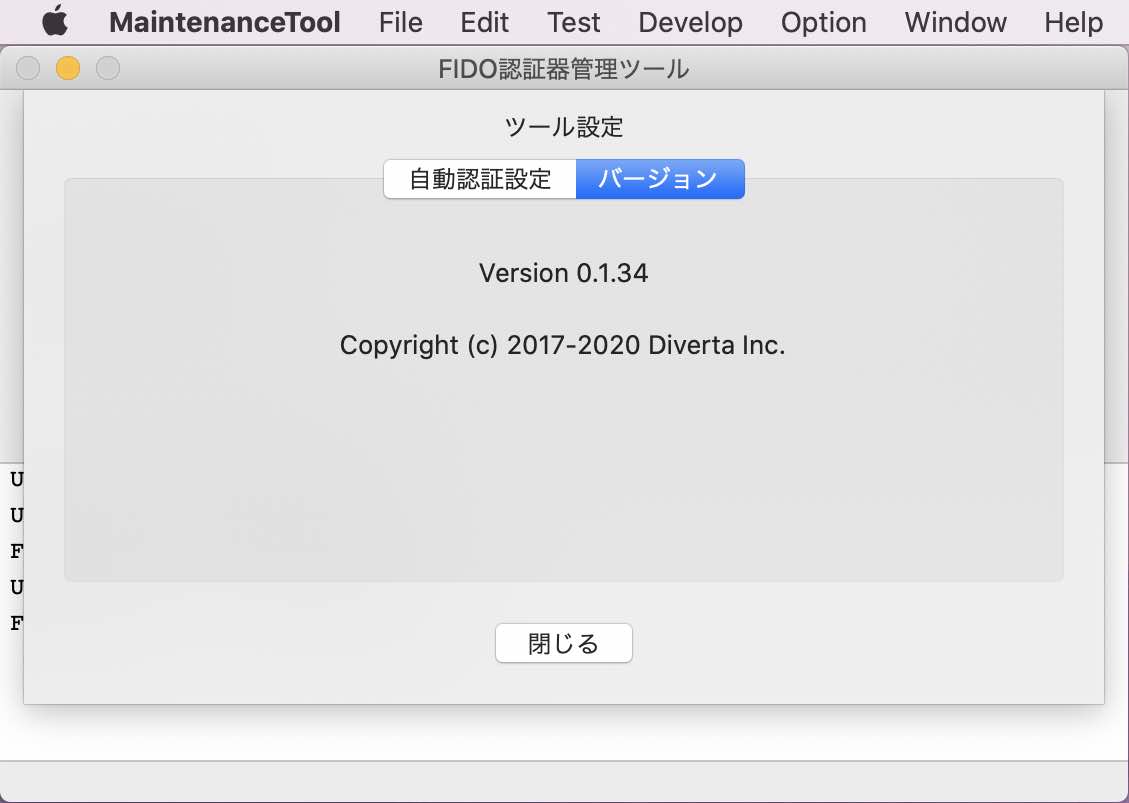 MaintenanceTool File Edit Test Develop Option Window Help
FIDO認証器管理ツール
ツール設定
自動認証設定 バージョン
Version 0.1.34
Copyright (c) 2017-2020 Diverta Inc.
U
U
F
U
F
閉じる